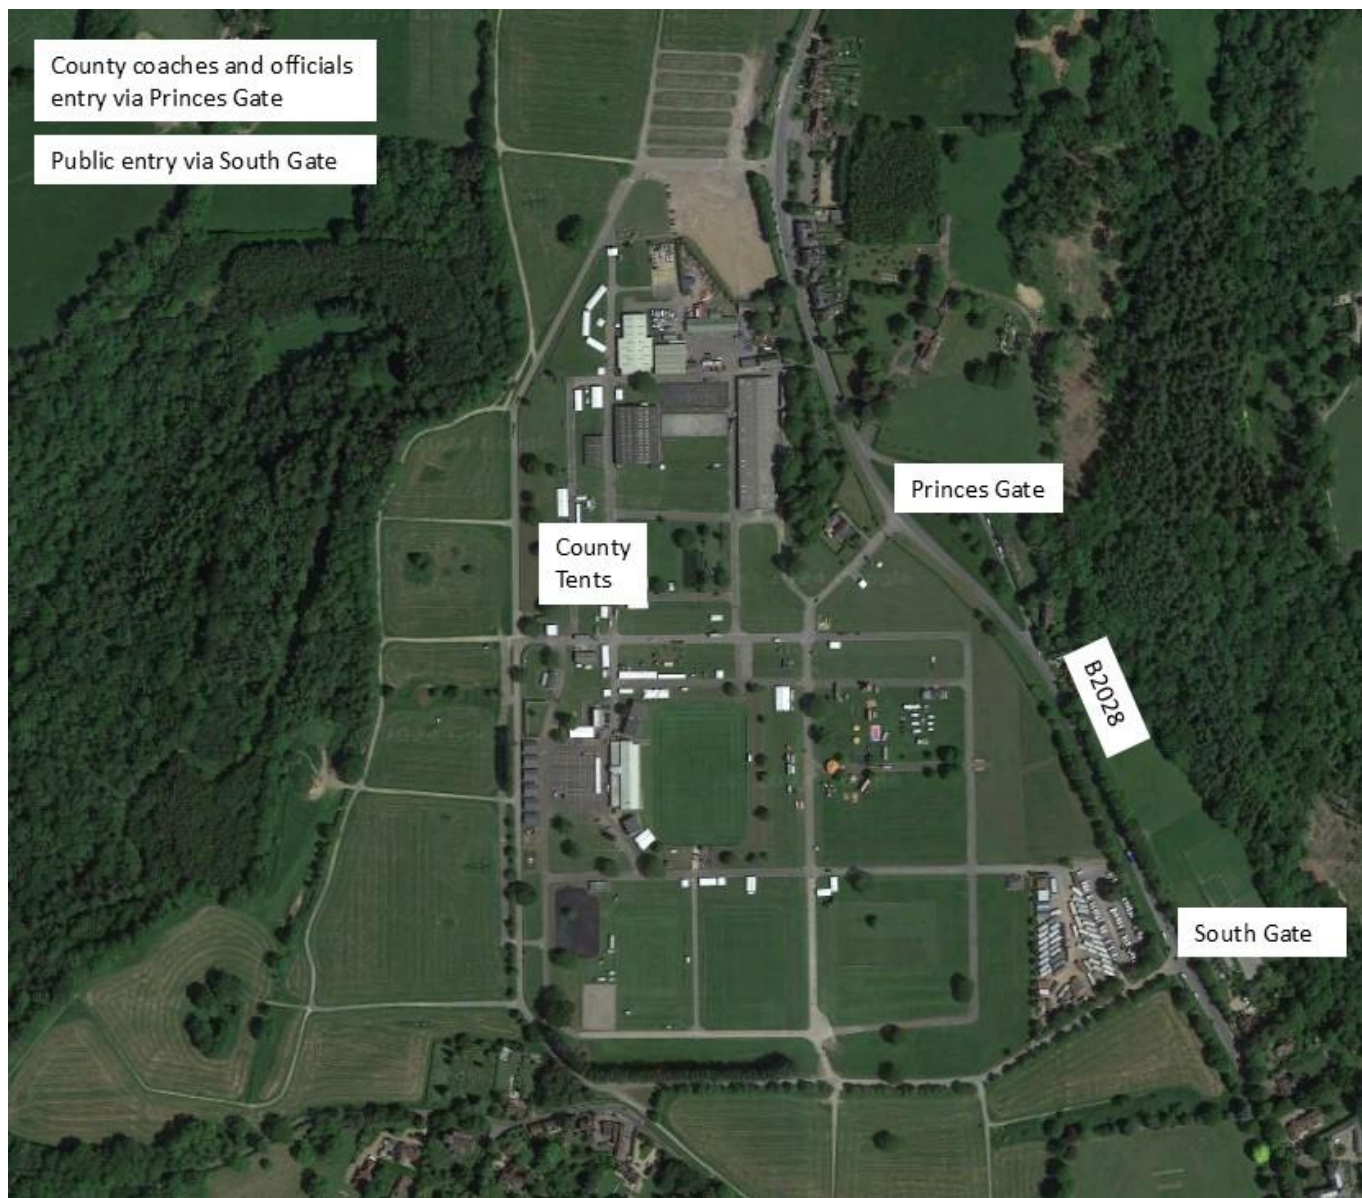 County coaches and officials
entry via Princes Gate
Public entry via South Gate
Princes Gate
County
Tents
B2028
South Gate